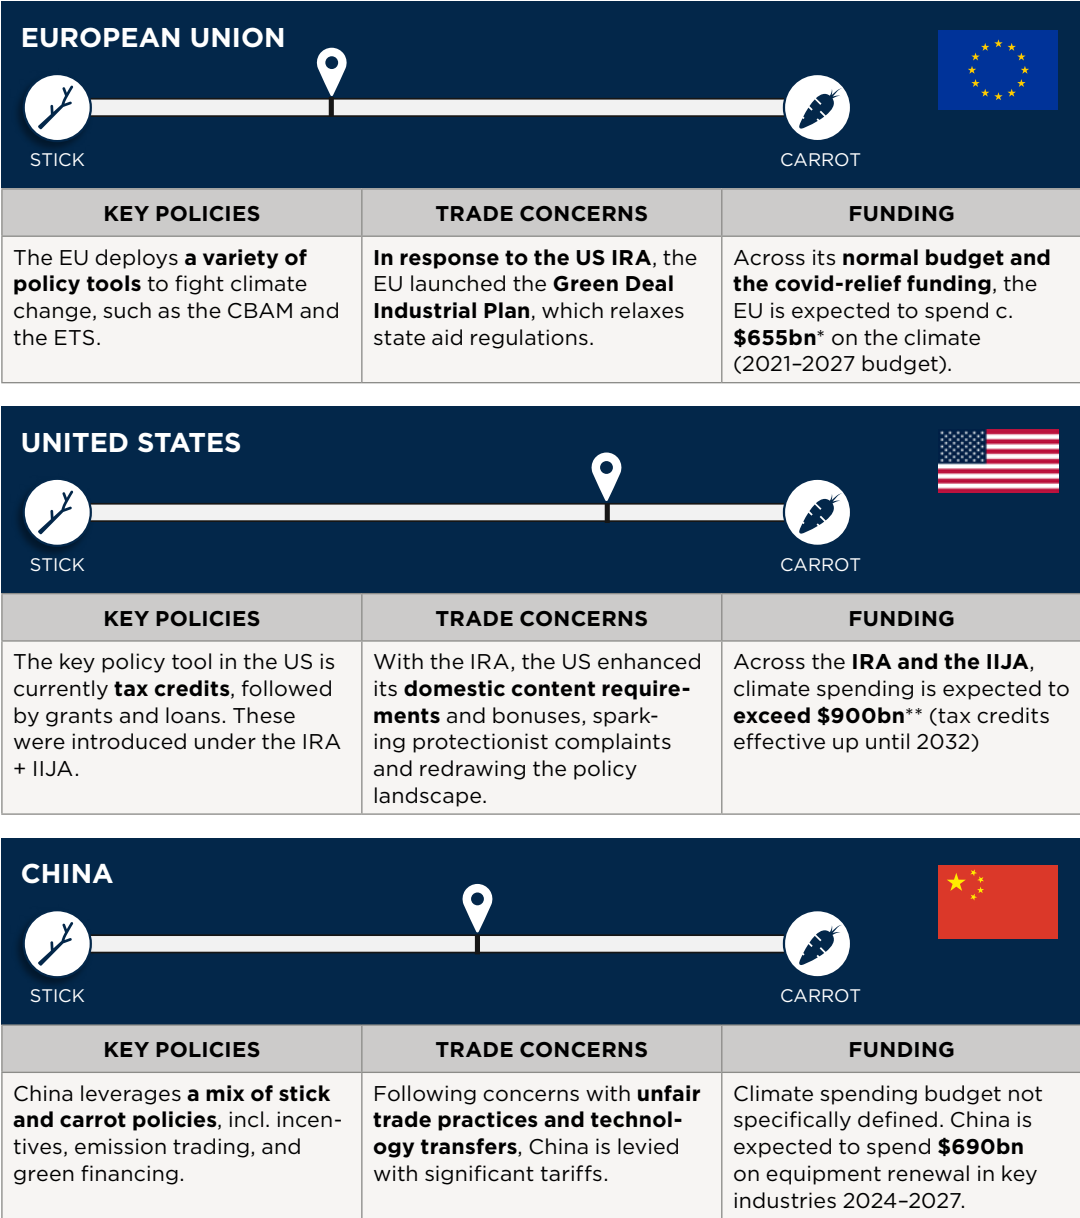 EUROPEAN UNION
STICK
CARROT
KEY POLICIES
TRADE CONCERNS
FUNDING
The EU deploys a variety of
policy tools to fight climate
change, such as the CBAM and
the ETS.
In response to the US IRA, the
EU launched the Green Deal
Industrial Plan, which relaxes
state aid regulations.
Across its normal budget and
the covid-relief funding, the
EU is expected to spend c.
$655bn* on the climate
(2021–2027 budget).
UNITED STATES
STICK
CARROT
KEY POLICIES
TRADE CONCERNS
FUNDING
The key policy tool in the US is
currently tax credits, followed
by grants and loans. These
were introduced under the IRA
+ IIJA.
With the IRA, the US enhanced
its domestic content require-
ments and bonuses, spark-
ing protectionist complaints
and redrawing the policy
landscape.
Across the IRA and the IIJA,
climate spending is expected to
exceed $900bn** (tax credits
effective up until 2032)
CHINA
STICK
CARROT
KEY POLICIES
TRADE CONCERNS
FUNDING
China leverages a mix of stick
and carrot policies, incl. incen-
tives, emission trading, and
green financing.
Following concerns with unfair
trade practices and technol-
ogy transfers, China is levied
with significant tariffs.
Climate spending budget not
specifically defined. China is
expected to spend $690bn
on equipment renewal in key
industries 2024–2027.